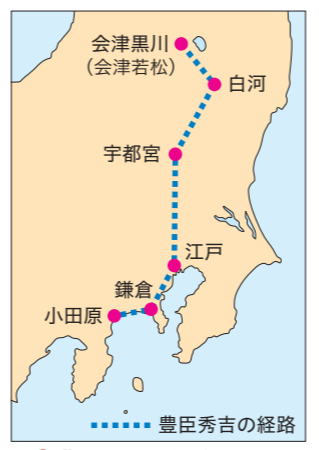 会津黒川
（会津若松）
白河
宇都宮
江戸
鎌倉
小田原
豊臣秀吉の経路